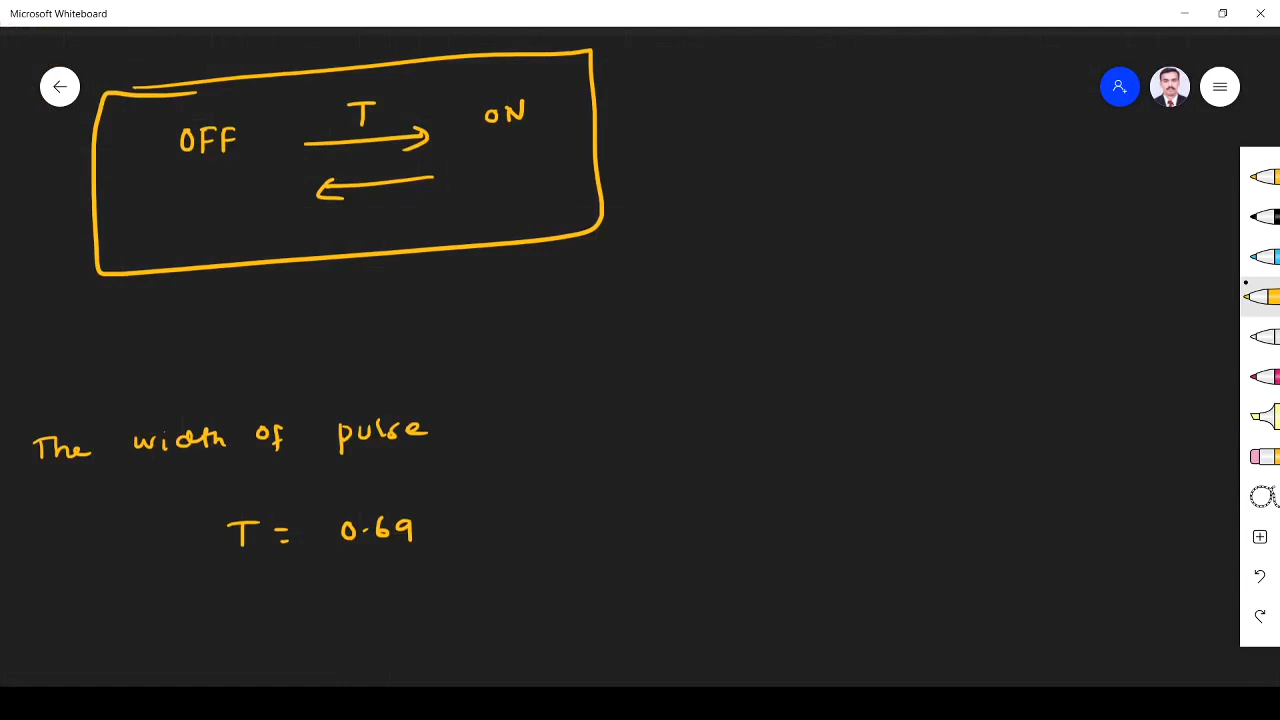 Microsoft Whiteboard
OFF T ON
The width of pulse
T = 0.69